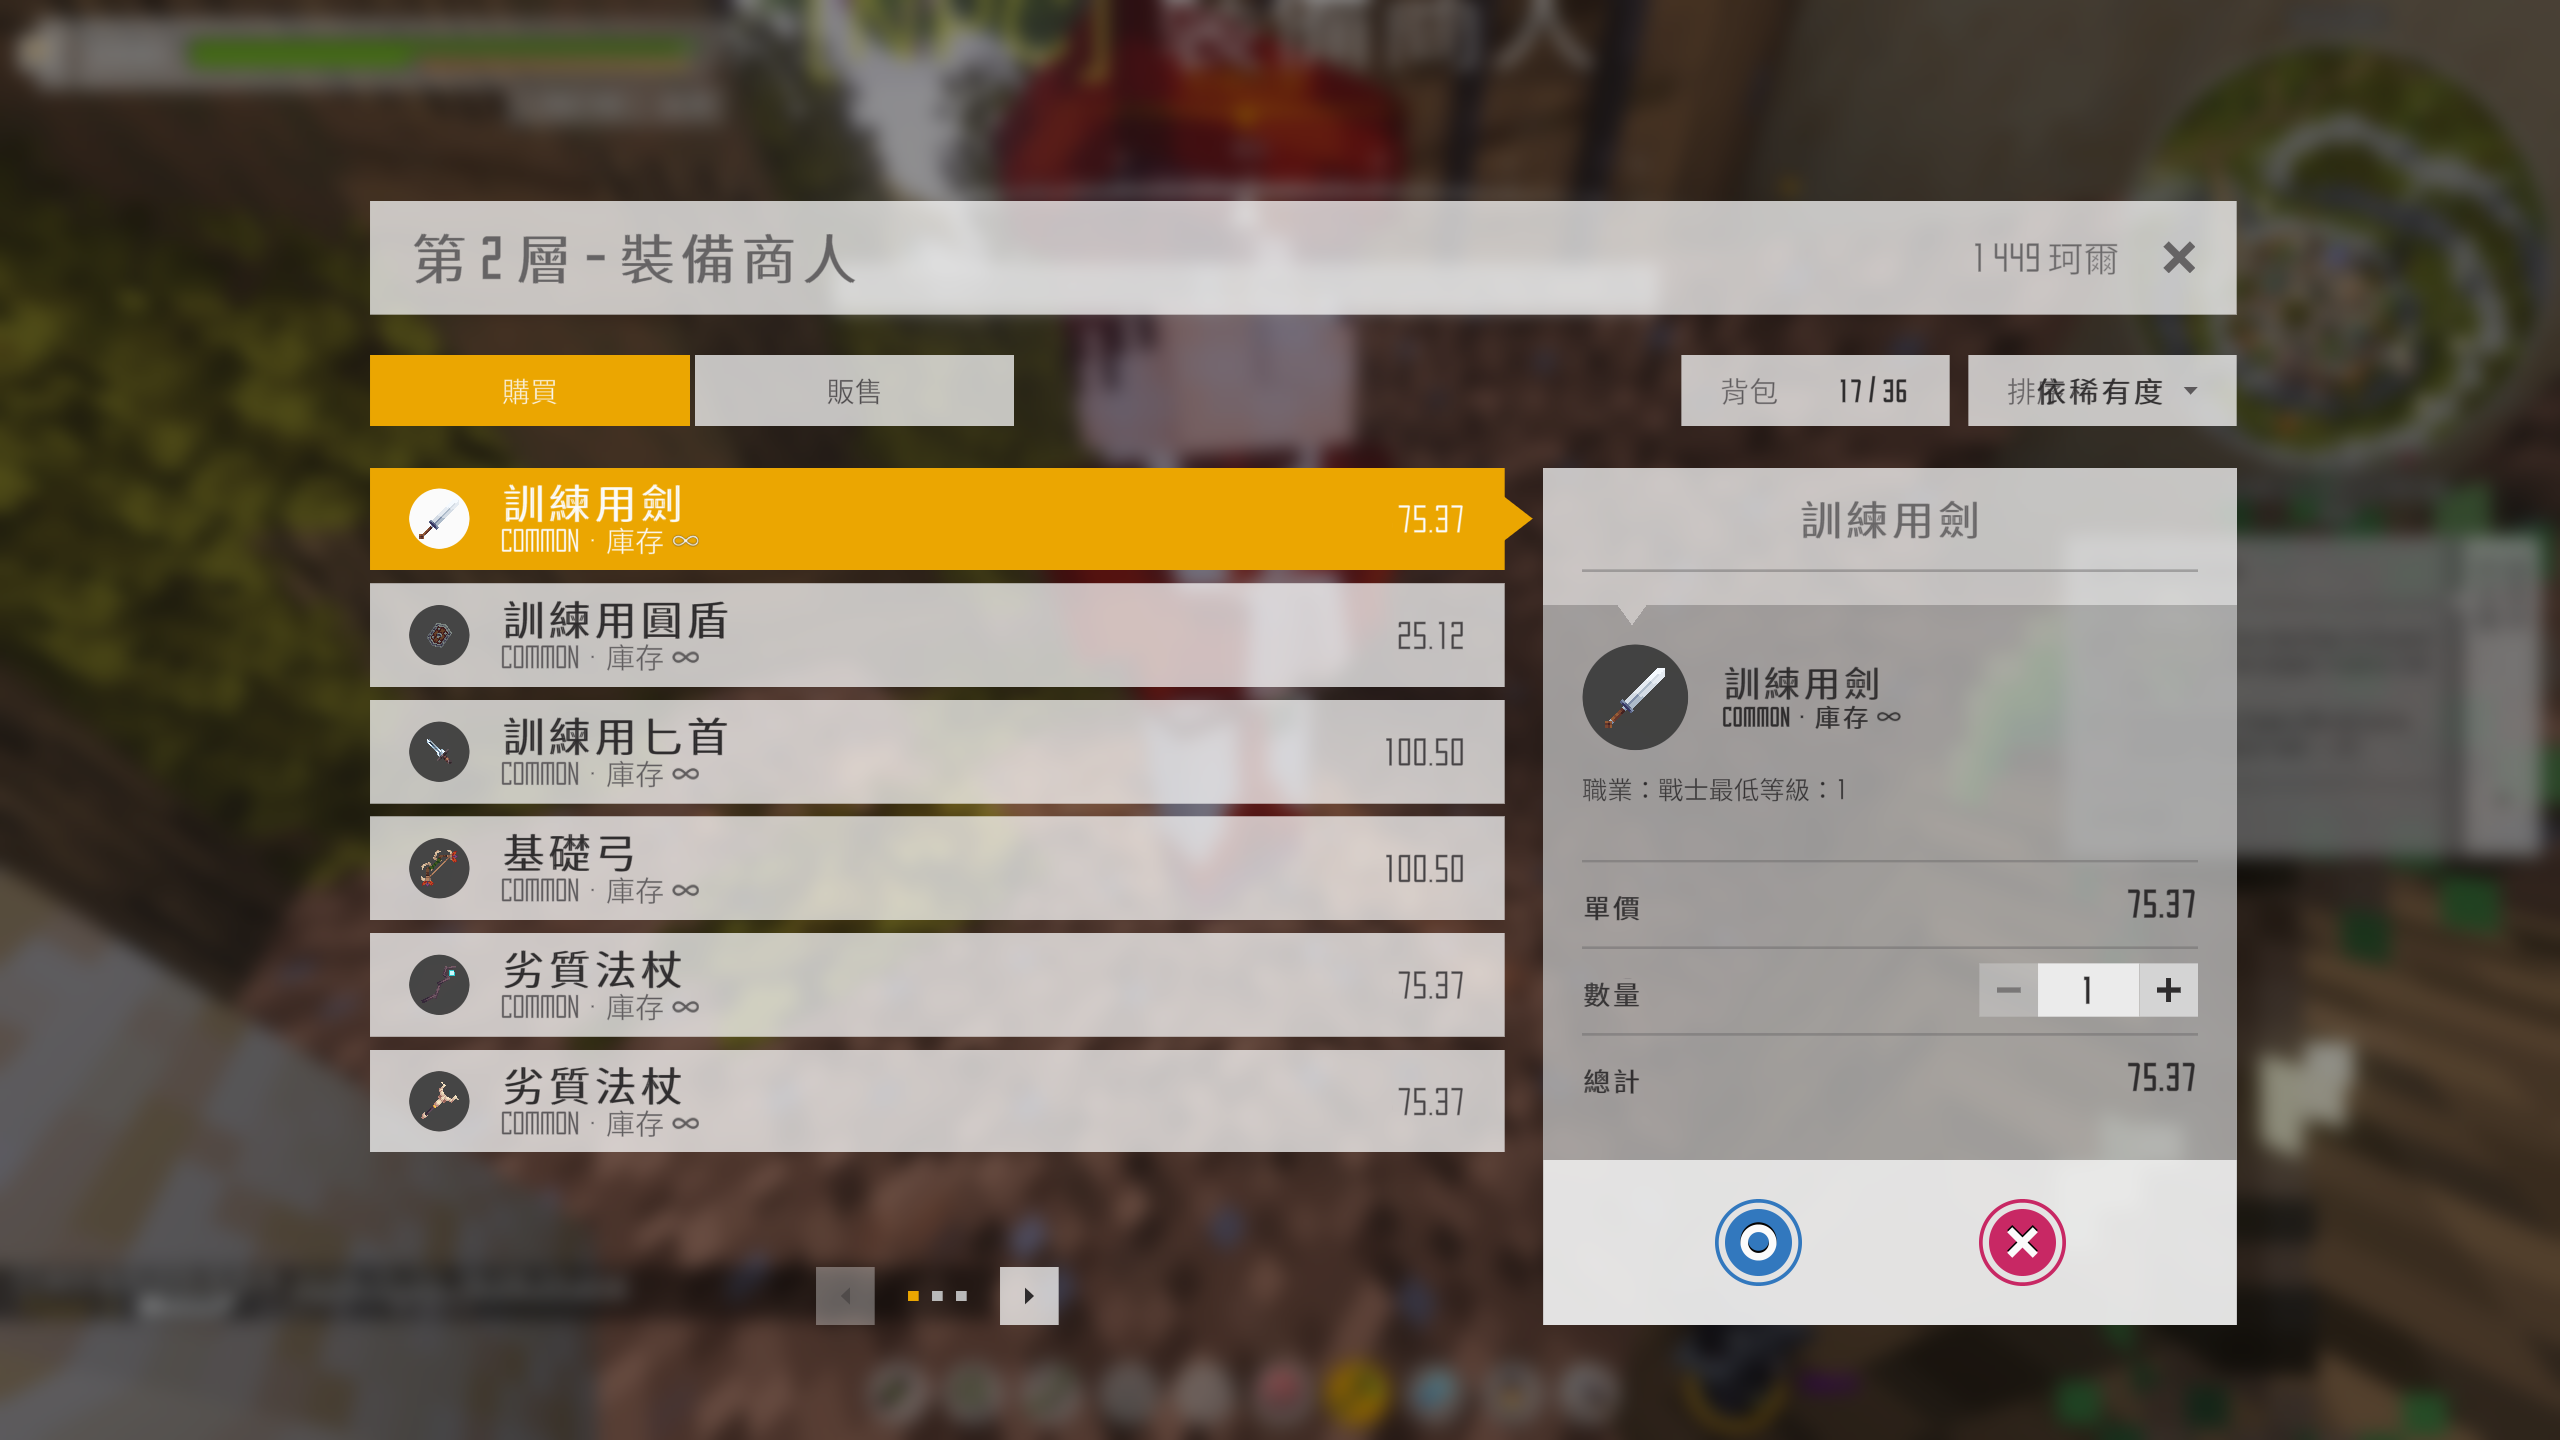 第2層-裝備商人
1 449 珂爾
購買
販售
背包 17/36
依稀有度
訓練用劍
COMMON · 庫存 ∞
75.37
訓練用圓盾
COMMON · 庫存 ∞
25.12
訓練用匕首
COMMON · 庫存 ∞
100.50
基礎弓
COMMON · 庫存 ∞
100.50
劣質法杖
COMMON · 庫存 ∞
75.37
劣質法杖
COMMON · 庫存 ∞
75.37
訓練用劍
訓練用劍
COMMON · 庫存 ∞
職業：戰士最低等級：1
單價 75.37
數量 1
總計 75.37